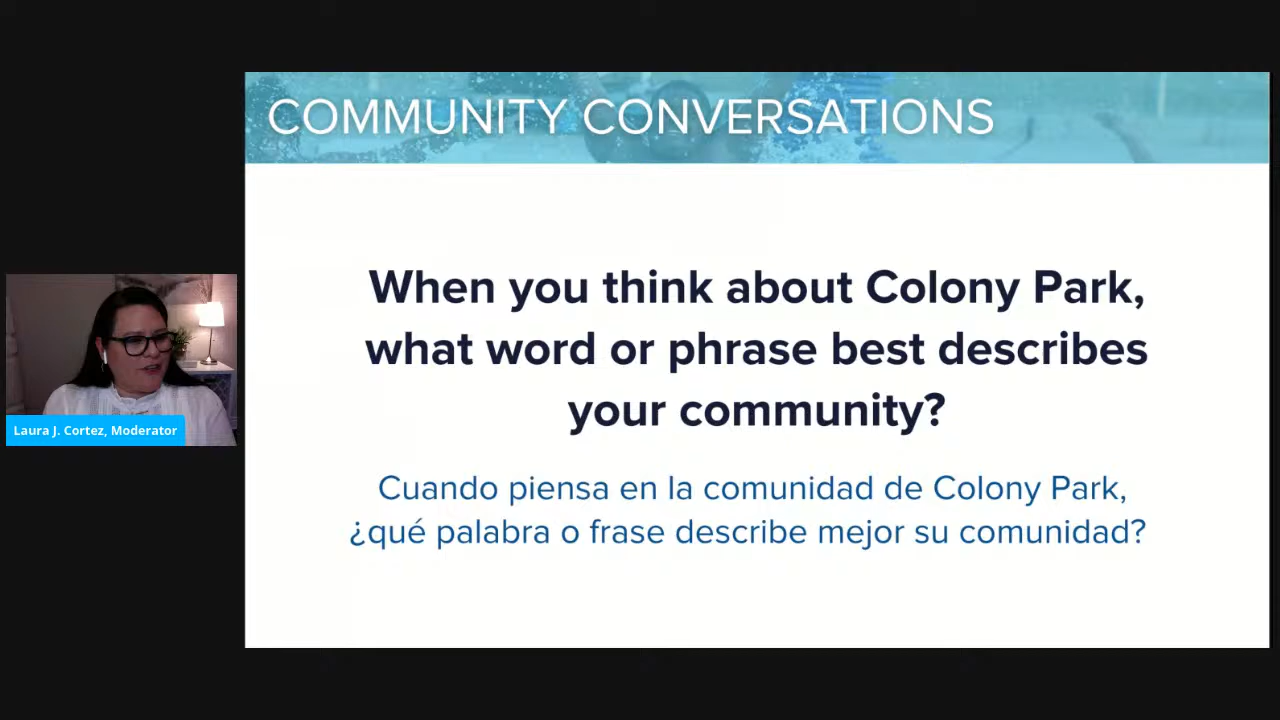 COMMUNITY CONVERSATIONS
When you think about Colony Park,
what word or phrase best describes
your community?
Cuando piensa en la comunidad de Colony Park,
¿qué palabra o frase describe mejor su comunidad?
Laura J. Cortez, Moderator